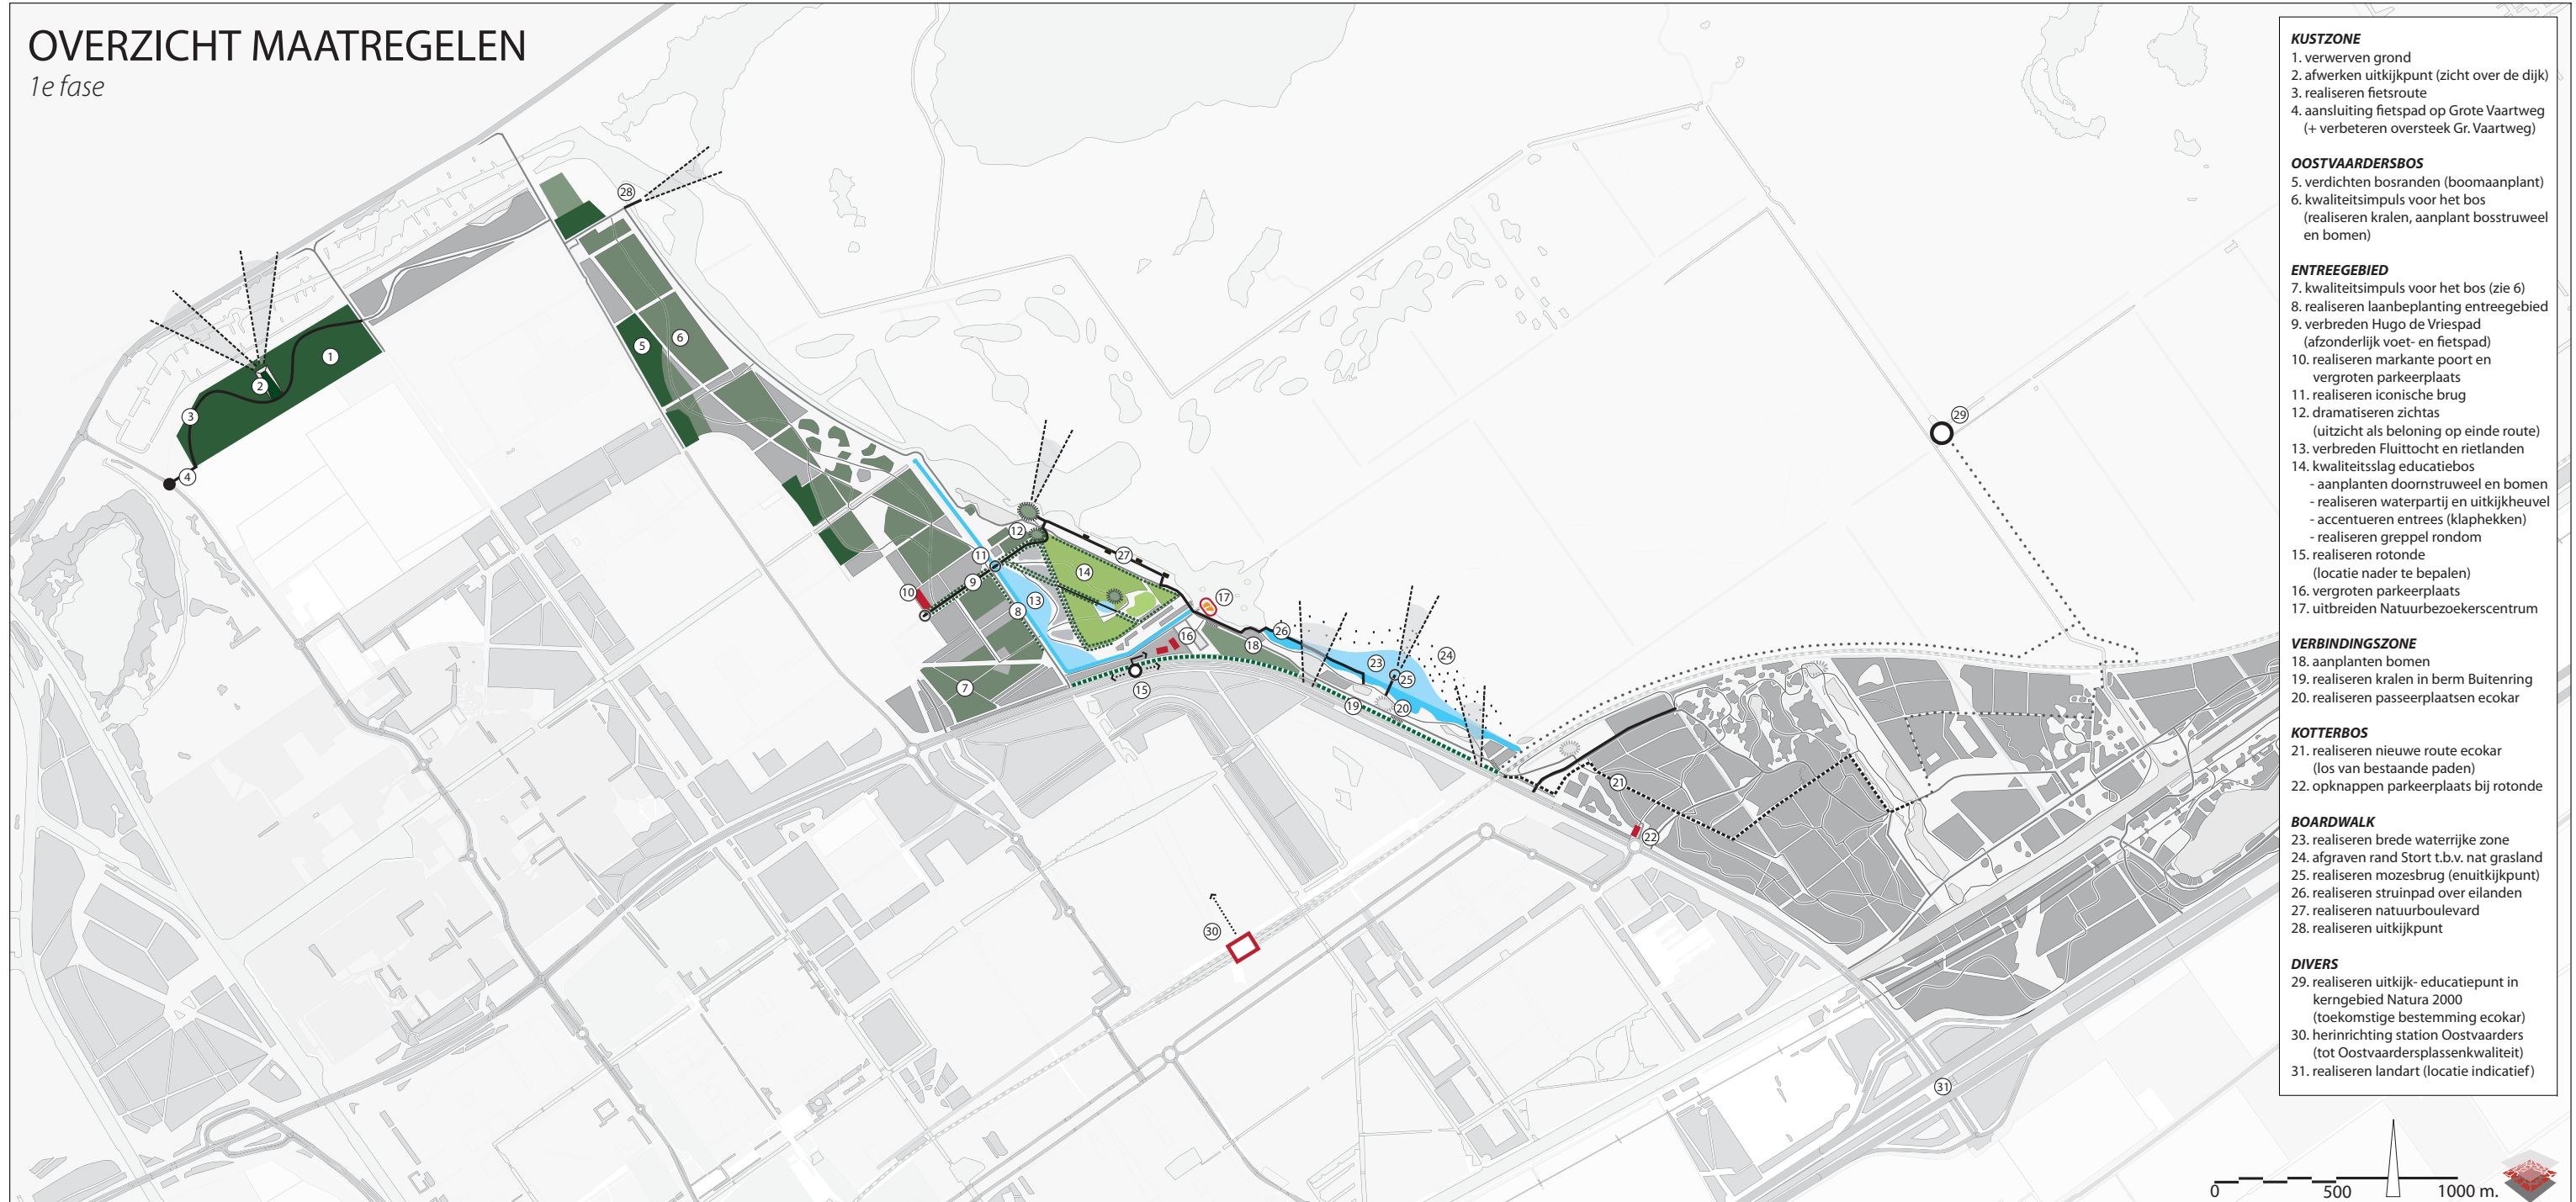 OVERZICHT MAATREGELEN
1e fase
KUSTZONE
1. verwerven grond
2. afwerken uitkijkpunt (zicht over de dijk)
3. realiseren fietsroute
4. aansluiting fietspad op Grote Vaartweg
(+ verbeteren oversteek Gr. Vaartweg)
OOSTVAARDERSBOS
5. verdichten bosranden (boomaanplant)
6. kwaliteitsimpuls voor het bos
(realiseren kralen, aanplant bosstruweel
en bomen)
ENTREEGEBIED
7. kwaliteitsimpuls voor het bos (zie 6)
8. realiseren laanbeplanting entreegebied
9. verbreden Hugo de Vriespad
(afzonderlijk voet- en fietspad)
10. realiseren markante poort en
vergroten parkeerplaats
11. realiseren iconische brug
12. dramatiseren zichtas
(uitzicht als beloning op einde route)
13. verbreden Fluittocht en rietlanden
14. kwaliteitsslag educatiebos
- aanplanten doornstruweel en bomen
- realiseren waterpartij en uitkijkheuvel
- accentueren entrees (klaphekken)
- realiseren greppel rondom
15. realiseren rotonde
(locatie nader te bepalen)
16. vergroten parkeerplaats
17. uitbreiden Natuurbezoekerscentrum
VERBINDINGSZONE
18. aanplanten bomen
19. realiseren kralen in berm Buitenring
20. realiseren passeerplaatsen ecokar
KOTTERBOS
21. realiseren nieuwe route ecokar
(los van bestaande paden)
22. opknappen parkeerplaats bij rotonde
BOARDWALK
23. realiseren brede waterrijke zone
24. afgraven rand Stort t.b.v. nat grasland
25. realiseren mozesbrug (enuitkijkpunt)
26. realiseren struinpad over eilanden
27. realiseren natuurboulevard
28. realiseren uitkijkpunt
DIVERS
29. realiseren uitkijk- educatiepunt in
kerngebied Natura 2000
(toekomstige bestemming ecokar)
30. herinrichting station Oostvaarders
(tot Oostvaardersplassenkwaliteit)
31. realiseren landart (locatie indicatief)
28
1
2
3
4
5
6
29
12
11
27
14
9
10
13
8
17
16
26
18
23
24
25
7
15
19
20
21
22
30
31
0
500
1000 m.